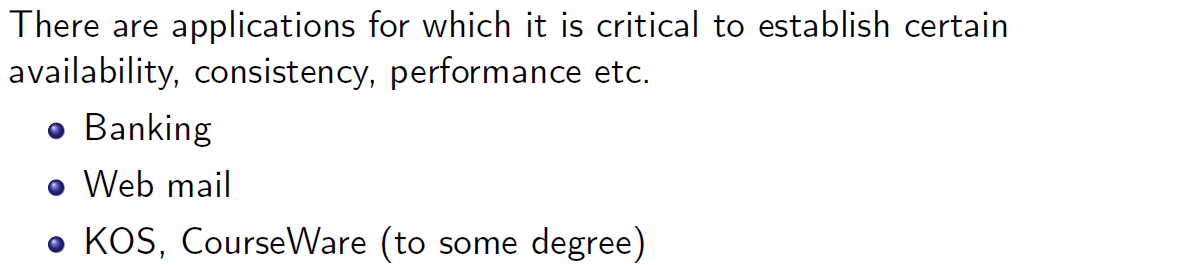 There are applications for which it is critical to establish certain
availability, consistency, performance etc.
Banking
Web mail
KOS, CourseWare (to some degree)